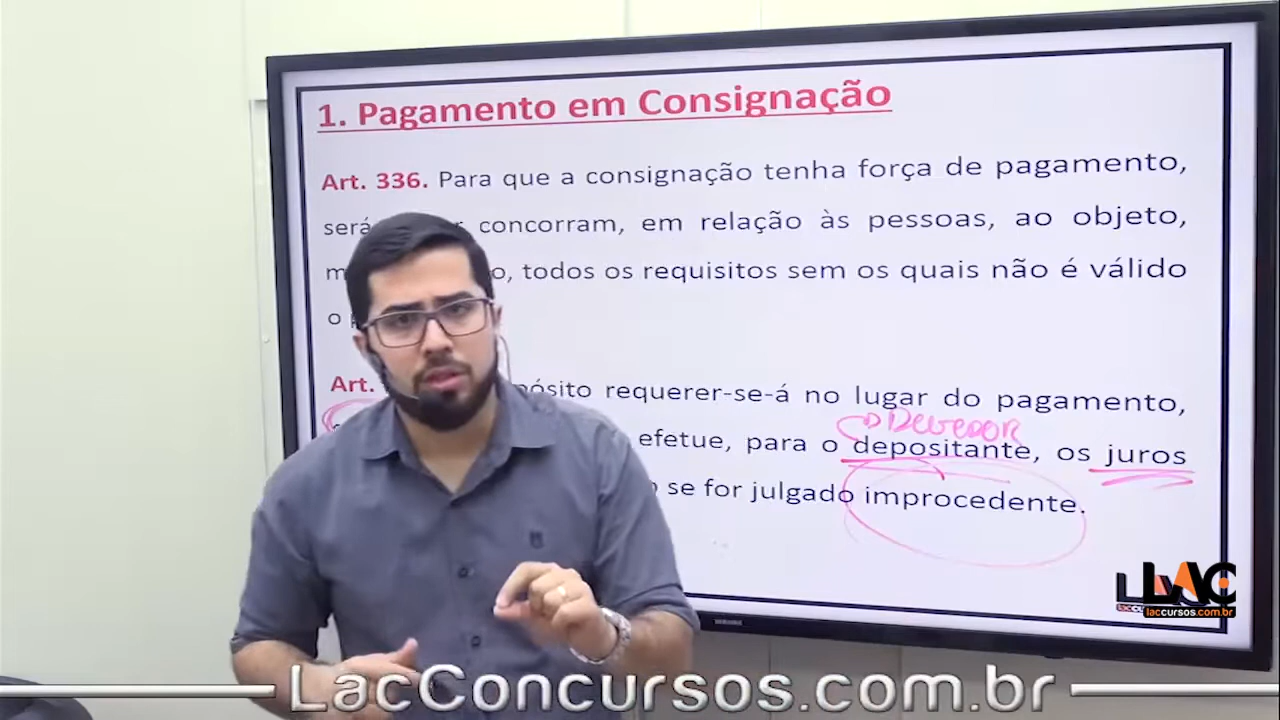 1. Pagamento em Consignação
Art. 336. Para que a consignação tenha força de pagamento,
será concorram, em relação às pessoas, ao objeto,
todos os requisitos sem os quais não é válido
o
Art. requerer-se-á no lugar do pagamento,
Devedor
efetue, para o depositante, os juros
se for julgado improcedente.
LAC
laccursos.com.br
LacConcursos.com.br